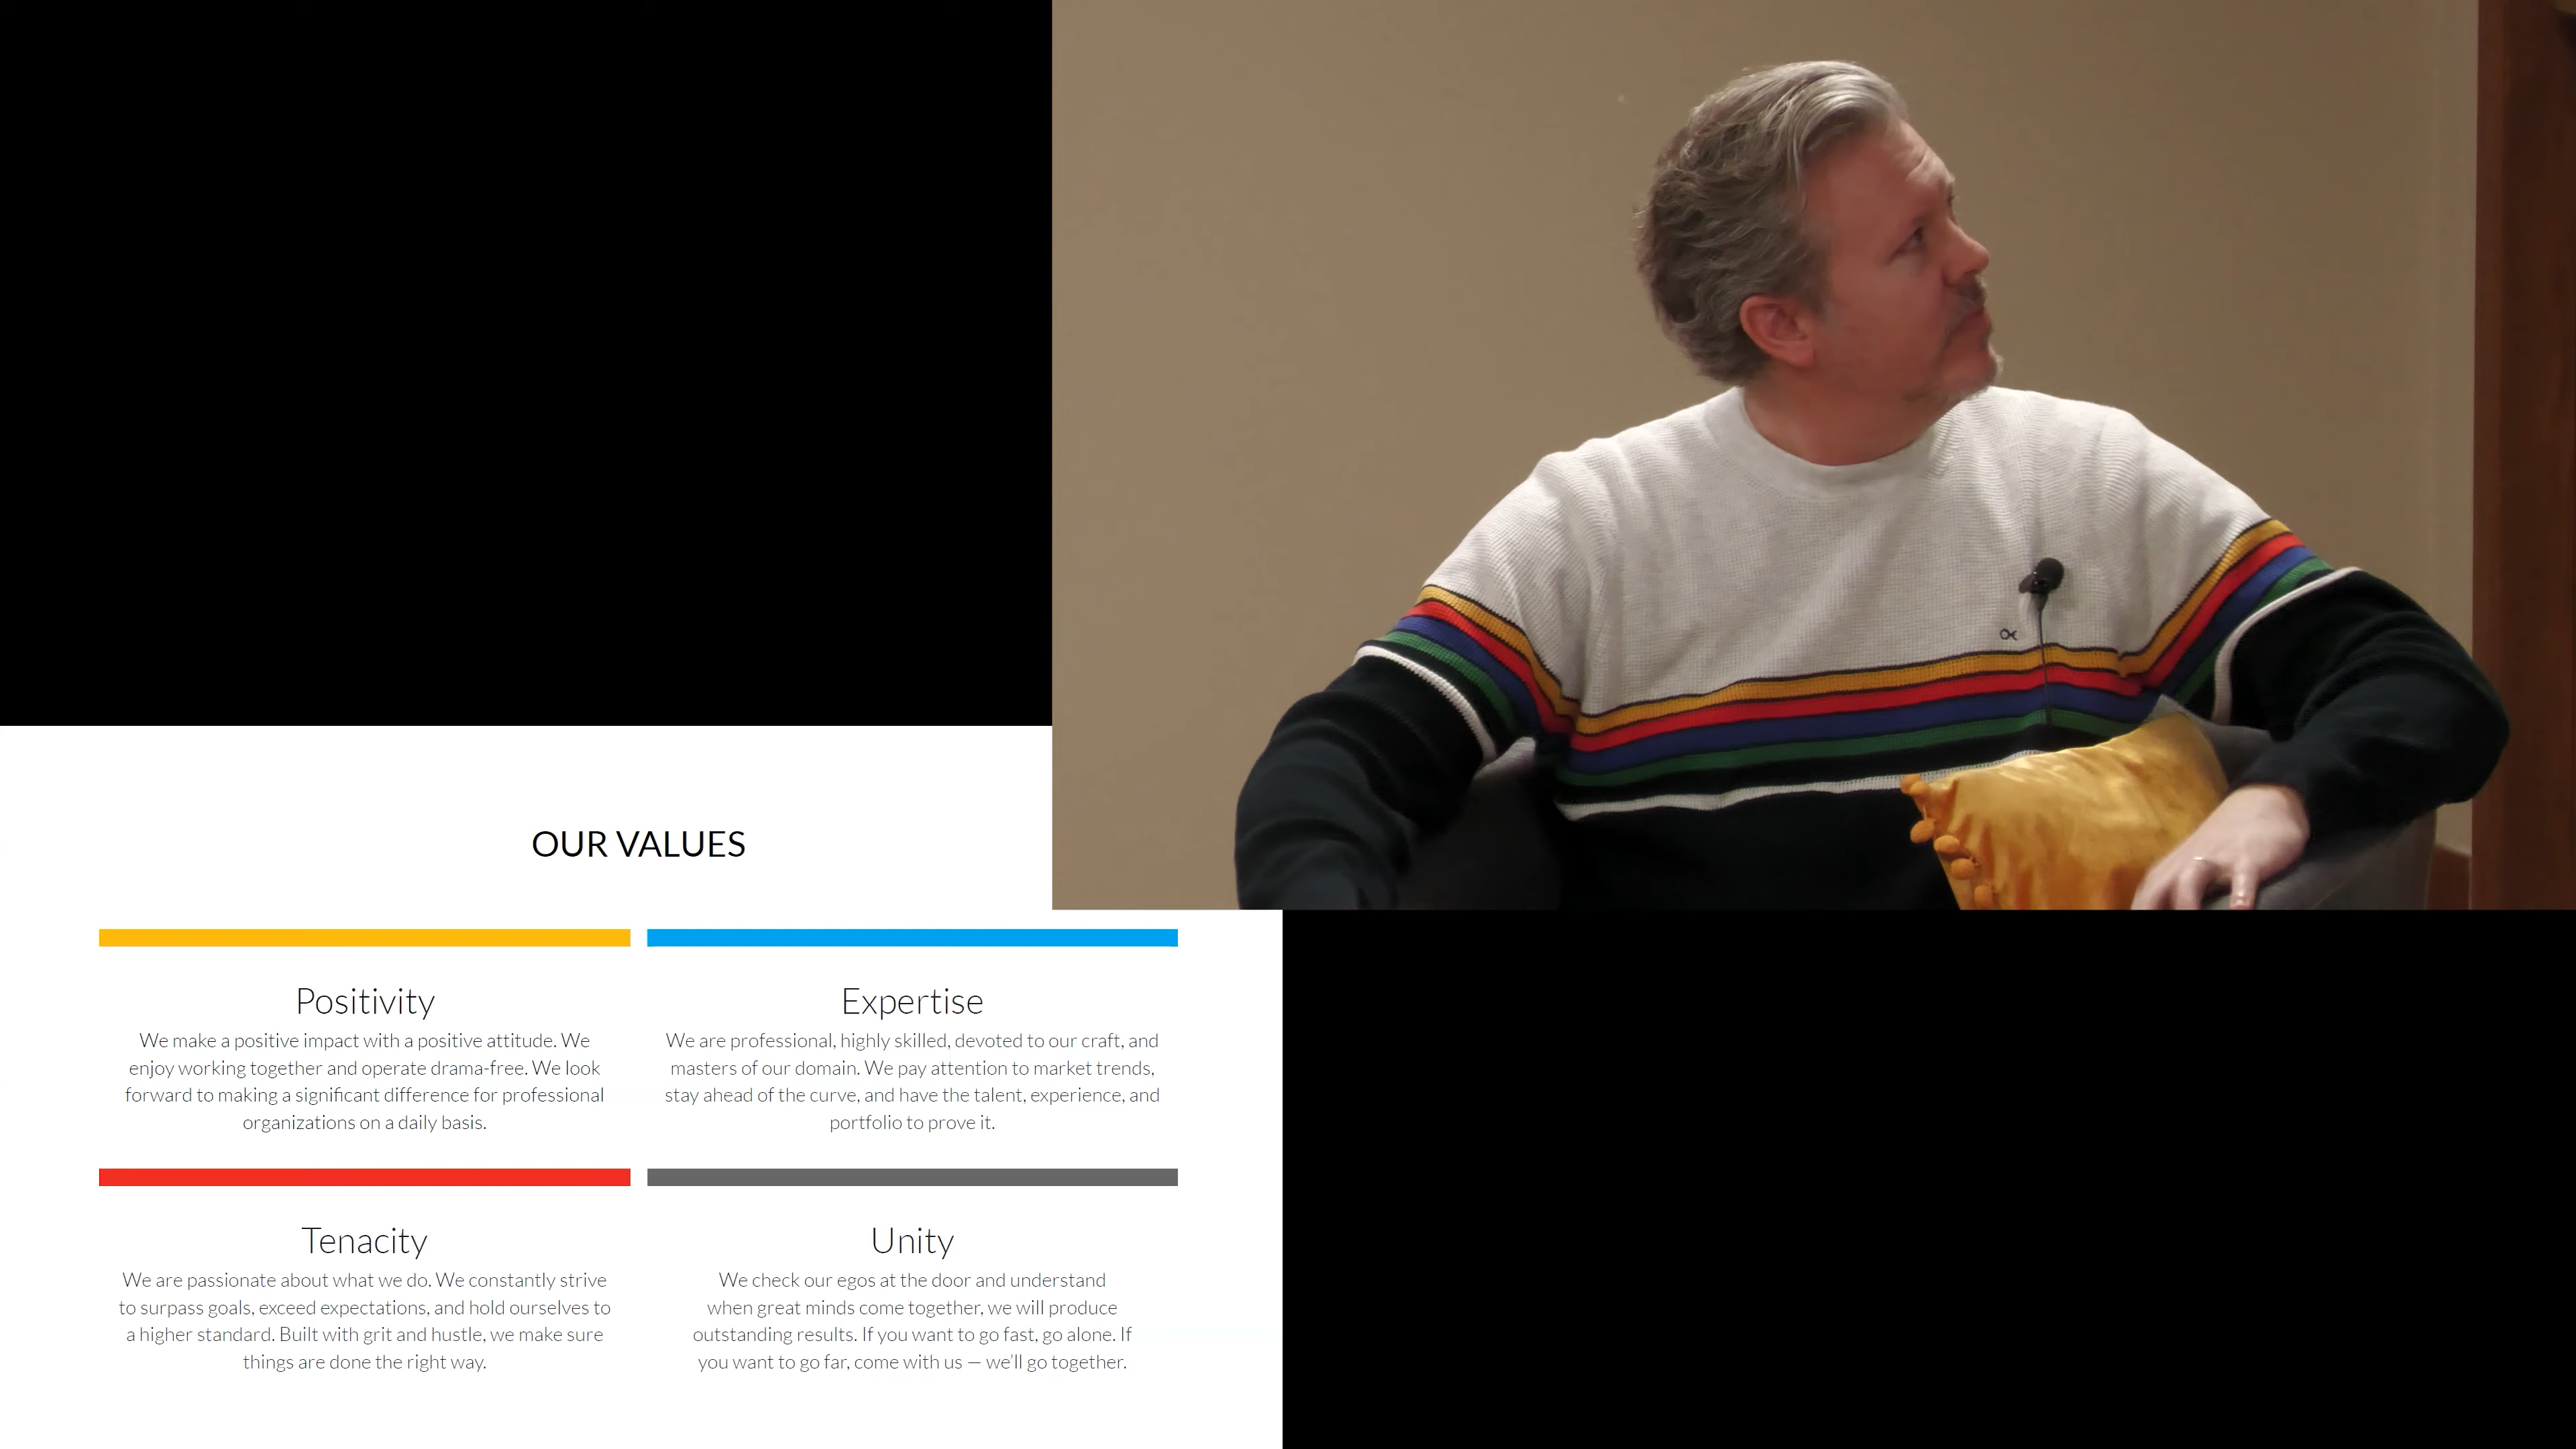 OUR VALUES
Positivity
We make a positive impact with a positive attitude. We
enjoy working together and operate drama-free. We look
forward to making a significant difference for professional
organizations on a daily basis.
Expertise
We are professional, highly skilled, devoted to our craft, and
masters of our domain. We pay attention to market trends,
stay ahead of the curve, and have the talent, experience, and
portfolio to prove it.
Tenacity
We are passionate about what we do. We constantly strive
to surpass goals, exceed expectations, and hold ourselves to
a higher standard. Built with grit and hustle, we make sure
things are done the right way.
Unity
We check our egos at the door and understand
when great minds come together, we will produce
outstanding results. If you want to go fast, go alone. If
you want to go far, come with us — we'll go together.